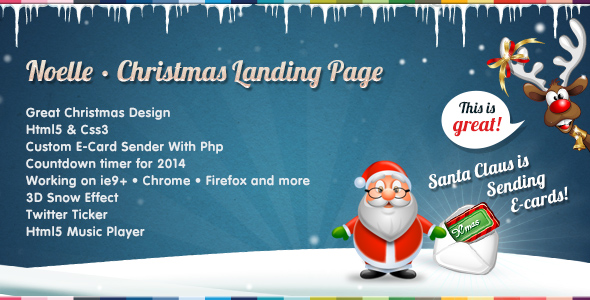 Noelle • Christmas Landing Page
Great Christmas Design
Html5 & Css3
Custom E-Card Sender With Php
Countdown timer for 2014
Working on ie9+ • Chrome • Firefox and more
3D Snow Effect
Twitter Ticker
Html5 Music Player
This is
great!
Santa Claus is
Sending
E-cards!
Xmas